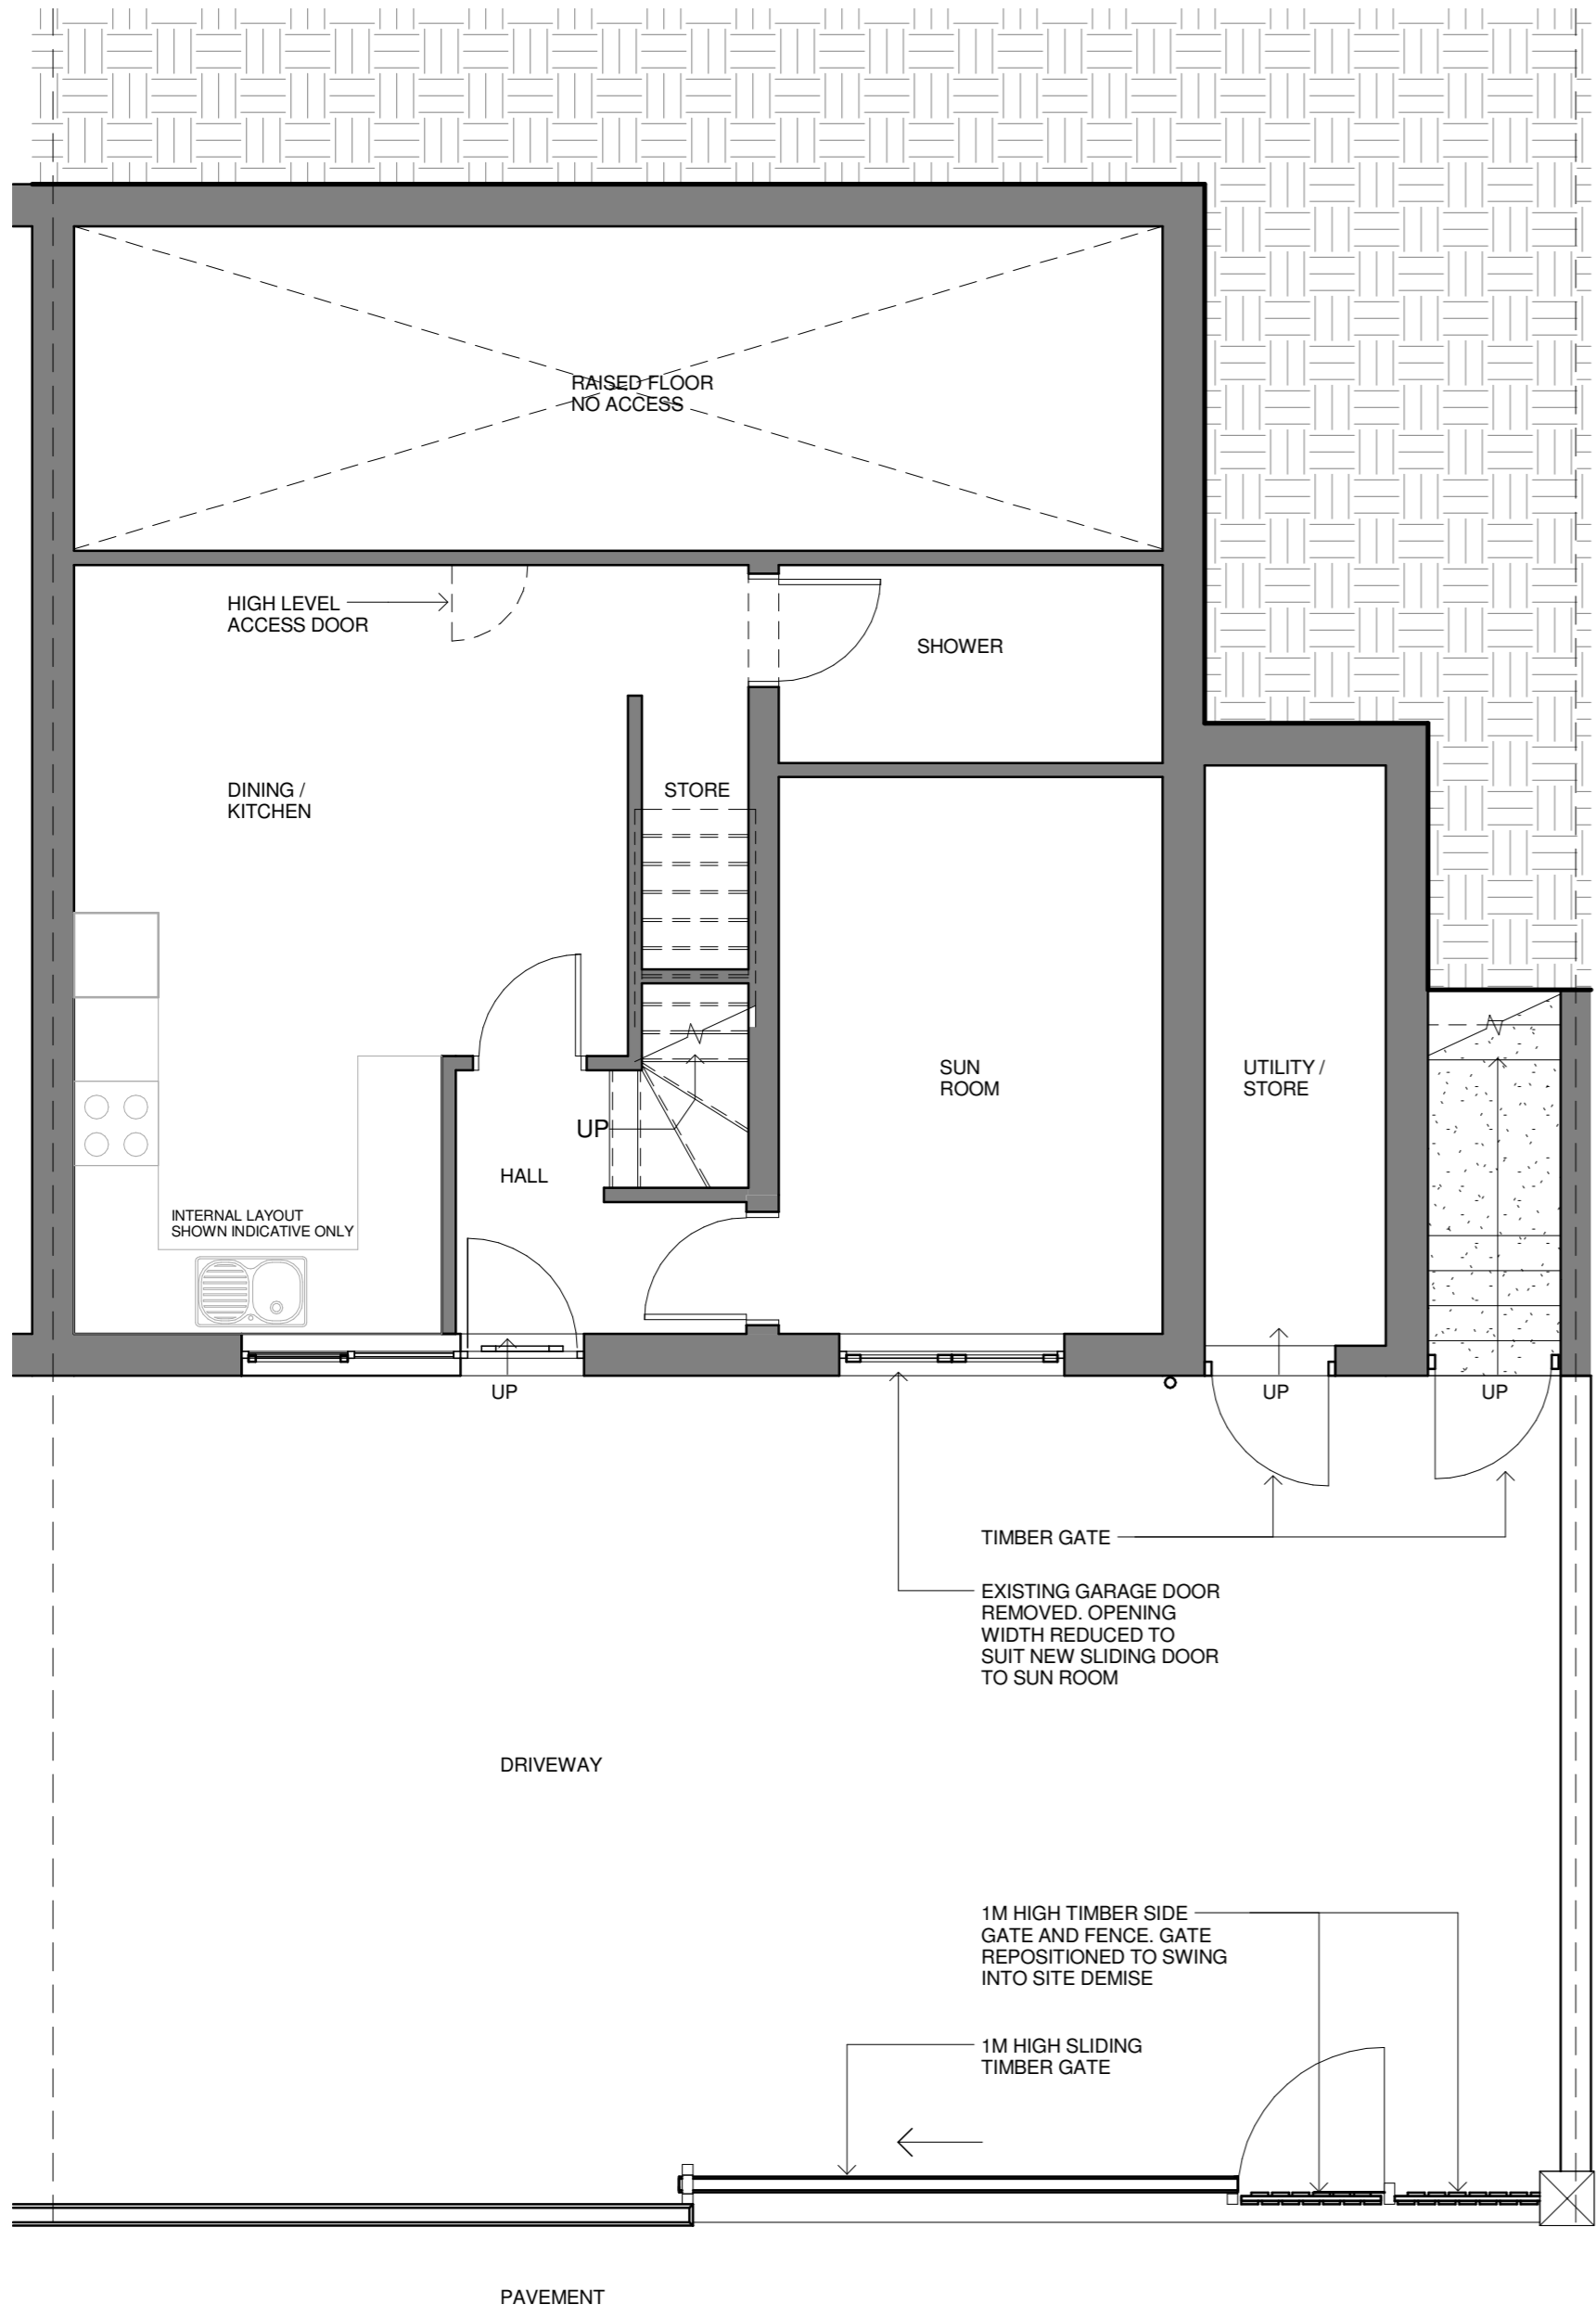 RAISED FLOOR
NO ACCESS
HIGH LEVEL
ACCESS DOOR
SHOWER
DINING /
KITCHEN
STORE
SUN
ROOM
UTILITY /
STORE
UP
HALL
INTERNAL LAYOUT
SHOWN INDICATIVE ONLY
UP
UP
UP
TIMBER GATE
EXISTING GARAGE DOOR
REMOVED. OPENING
WIDTH REDUCED TO
SUIT NEW SLIDING DOOR
TO SUN ROOM
DRIVEWAY
1M HIGH TIMBER SIDE
GATE AND FENCE. GATE
REPOSITIONED TO SWING
INTO SITE DEMISE
1M HIGH SLIDING
TIMBER GATE
PAVEMENT